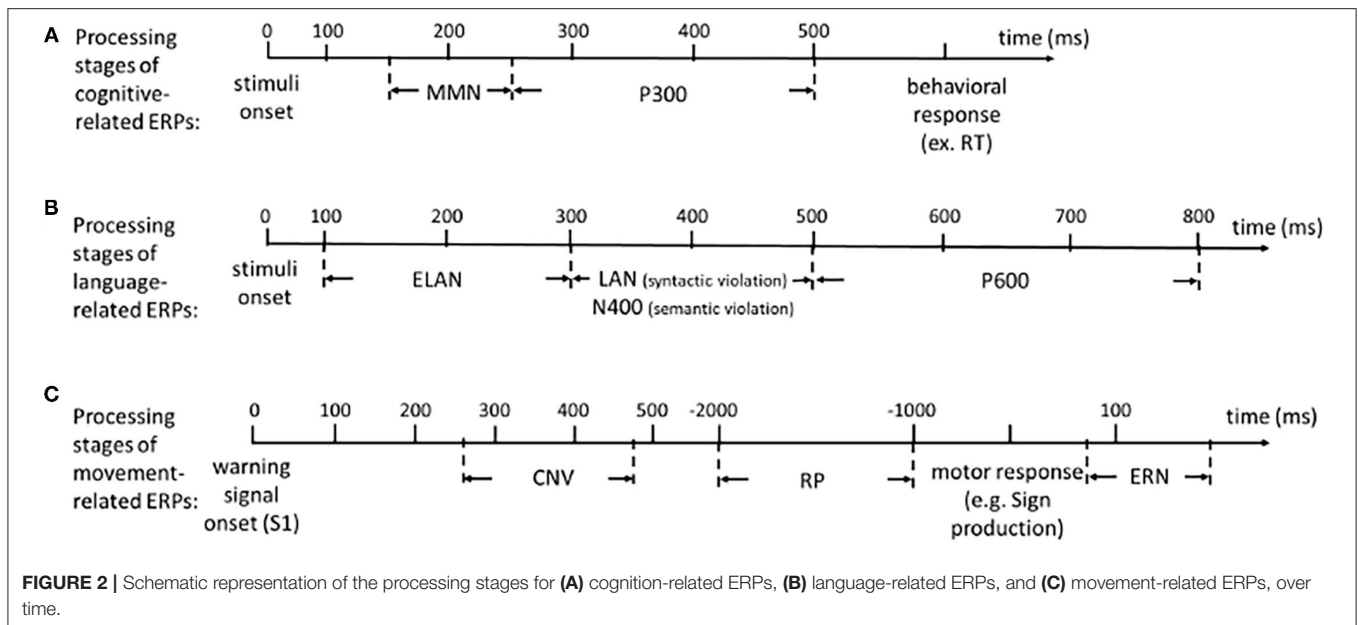 A Processing stages of cognitive-related ERPs:
0 100 200 300 400 500 time (ms)
stimuli onset
MMN P300
behavioral response (ex. RT)
B Processing stages of language-related ERPs:
0 100 200 300 400 500 600 700 800 time (ms)
stimuli onset
ELAN LAN (syntactic violation) P600
N400 (semantic violation)
C Processing stages of movement-related ERPs:
0 100 200 300 400 500 -2000 -1000 100 time (ms)
warning signal onset (S1)
CNV RP motor response (e.g. Sign production) ERN
FIGURE 2 | Schematic representation of the processing stages for (A) cognition-related ERPs, (B) language-related ERPs, and (C) movement-related ERPs, over
time.